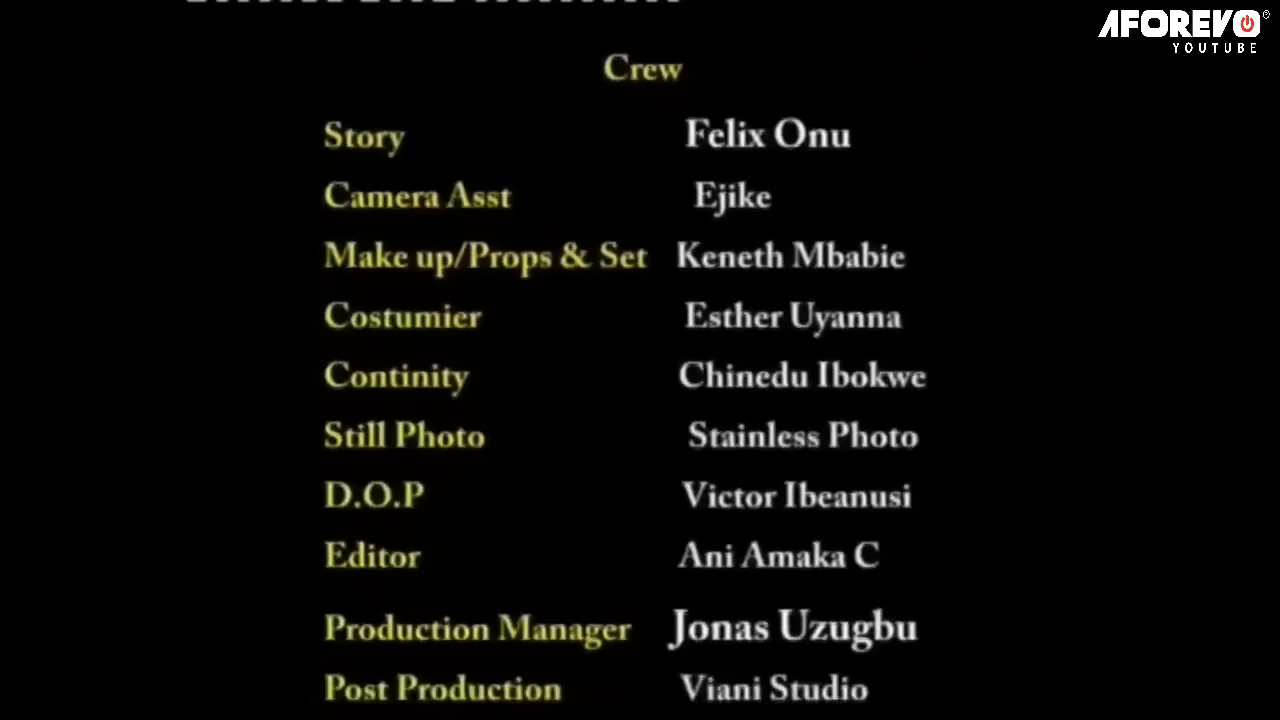 AFOREVO
YOUTUBE
Crew
Story Felix Onu
Camera Asst Ejike
Make up/Props & Set Keneth Mbabie
Costumier Esther Uyanna
Continity Chinedu Ibokwe
Still Photo Stainless Photo
D.O.P Victor Ibeanusi
Editor Ani Amaka C
Production Manager Jonas Uzugbu
Post Production Viani Studio